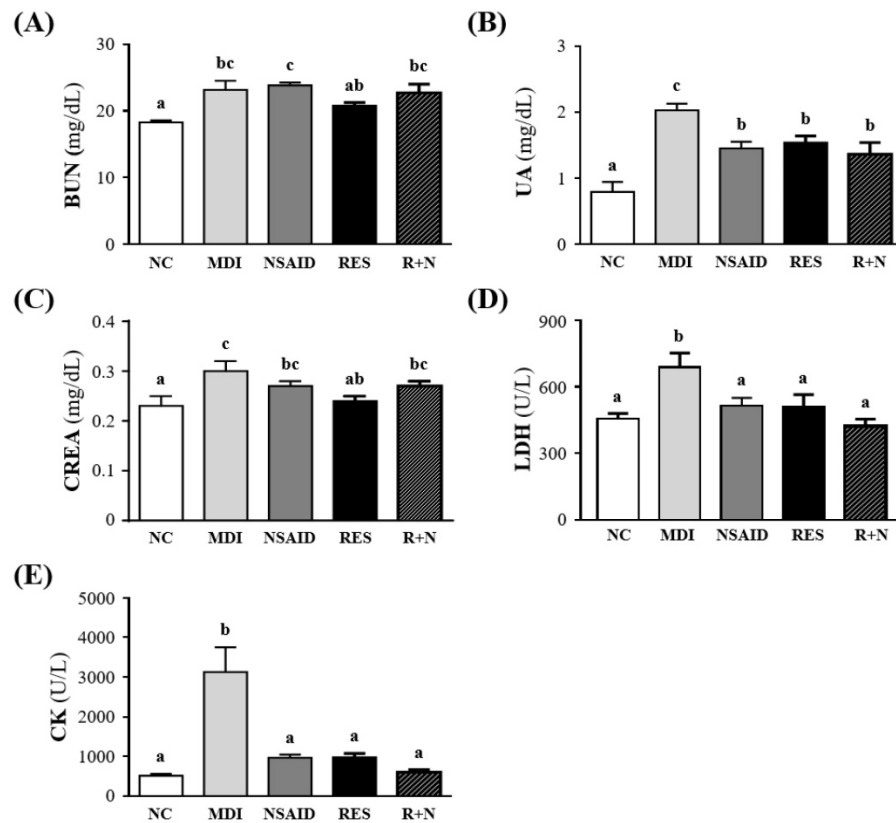 (A)
BUN (mg/dL)
30
20
10
0
a
bc
c
ab
bc
NC MDI NSAID RES R+N
(B)
UA (mg/dL)
3
2
1
0
a
c
b
b
b
NC MDI NSAID RES R+N
(C)
CREA (mg/dL)
0.4
0.3
0.2
0.1
0
a
c
bc
ab
bc
NC MDI NSAID RES R+N
(D)
LDH (U/L)
900
600
300
0
a
b
a
a
a
NC MDI NSAID RES R+N
(E)
CK (U/L)
5000
4000
3000
2000
1000
0
a
b
a
a
a
NC MDI NSAID RES R+N